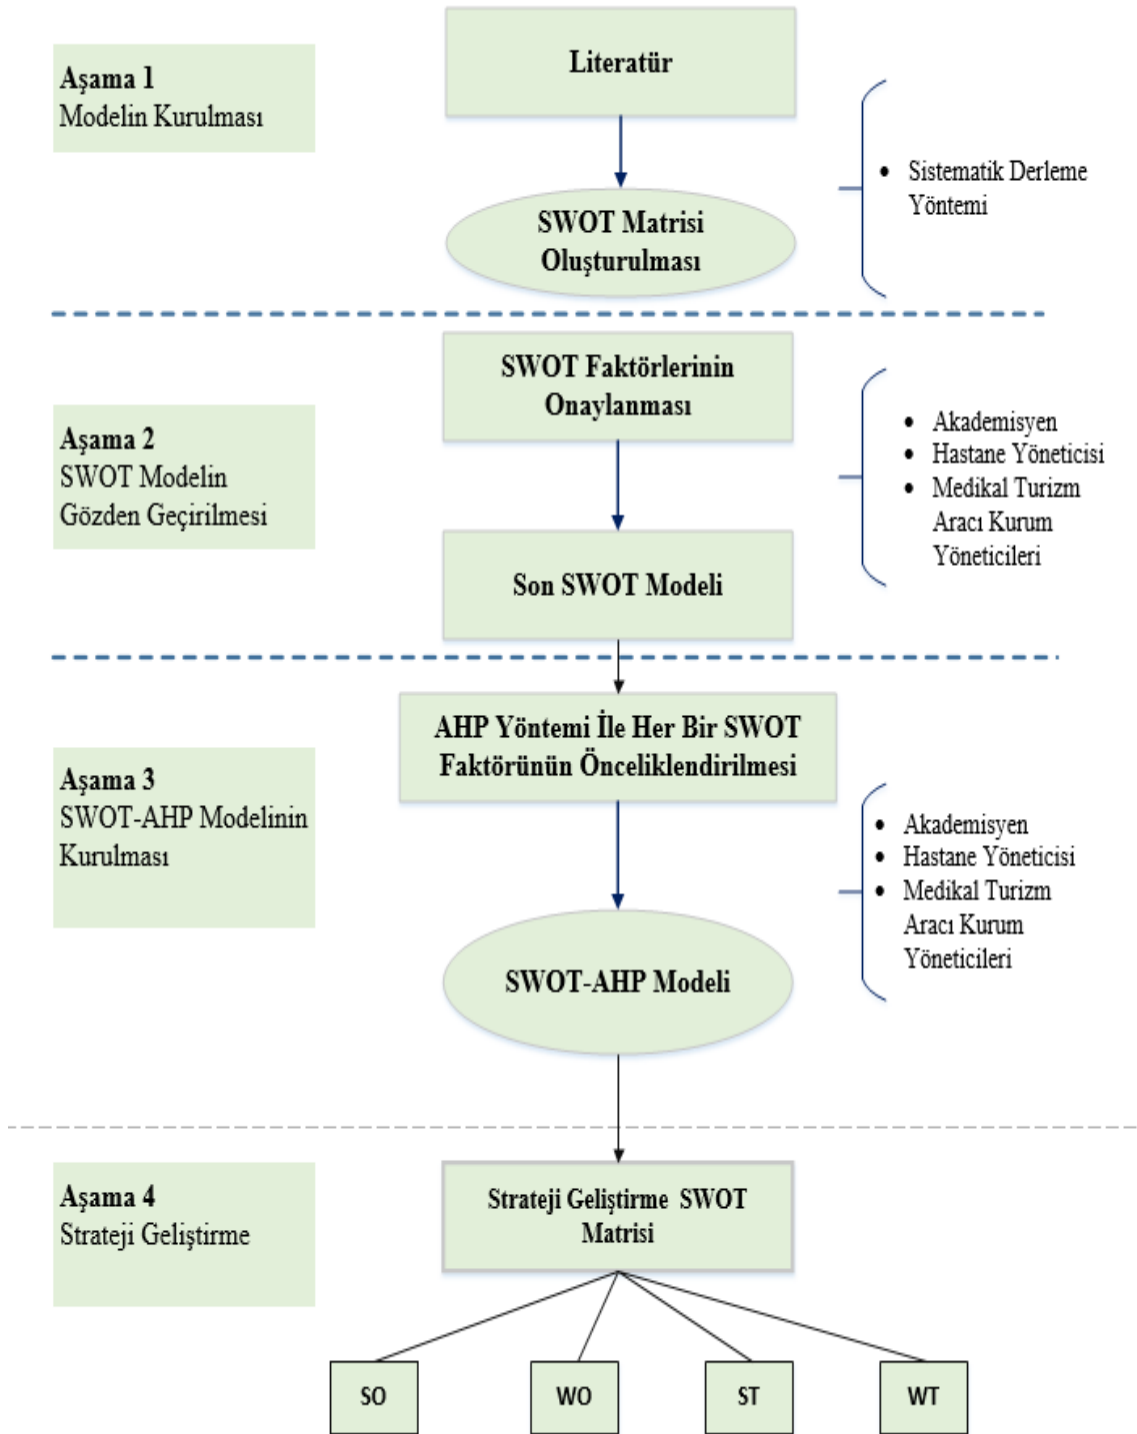 Aşama 1
Modelin Kurulması
Literatür
SWOT Matrisi
Oluşturulması
• Sistematik Derleme
Yöntemi
Aşama 2
SWOT Modelin
Gözden Geçirilmesi
SWOT Faktörlerinin
Onaylanması
Son SWOT Modeli
• Akademisyen
• Hastane Yöneticisi
• Medikal Turizm
Aracı Kurum
Yöneticileri
Aşama 3
SWOT-AHP Modelinin
Kurulması
AHP Yöntemi İle Her Bir SWOT
Faktörünün Önceliklendirilmesi
SWOT-AHP Modeli
• Akademisyen
• Hastane Yöneticisi
• Medikal Turizm
Aracı Kurum
Yöneticileri
Aşama 4
Strateji Geliştirme
Strateji Geliştirme SWOT
Matrisi
SO
WO
ST
WT